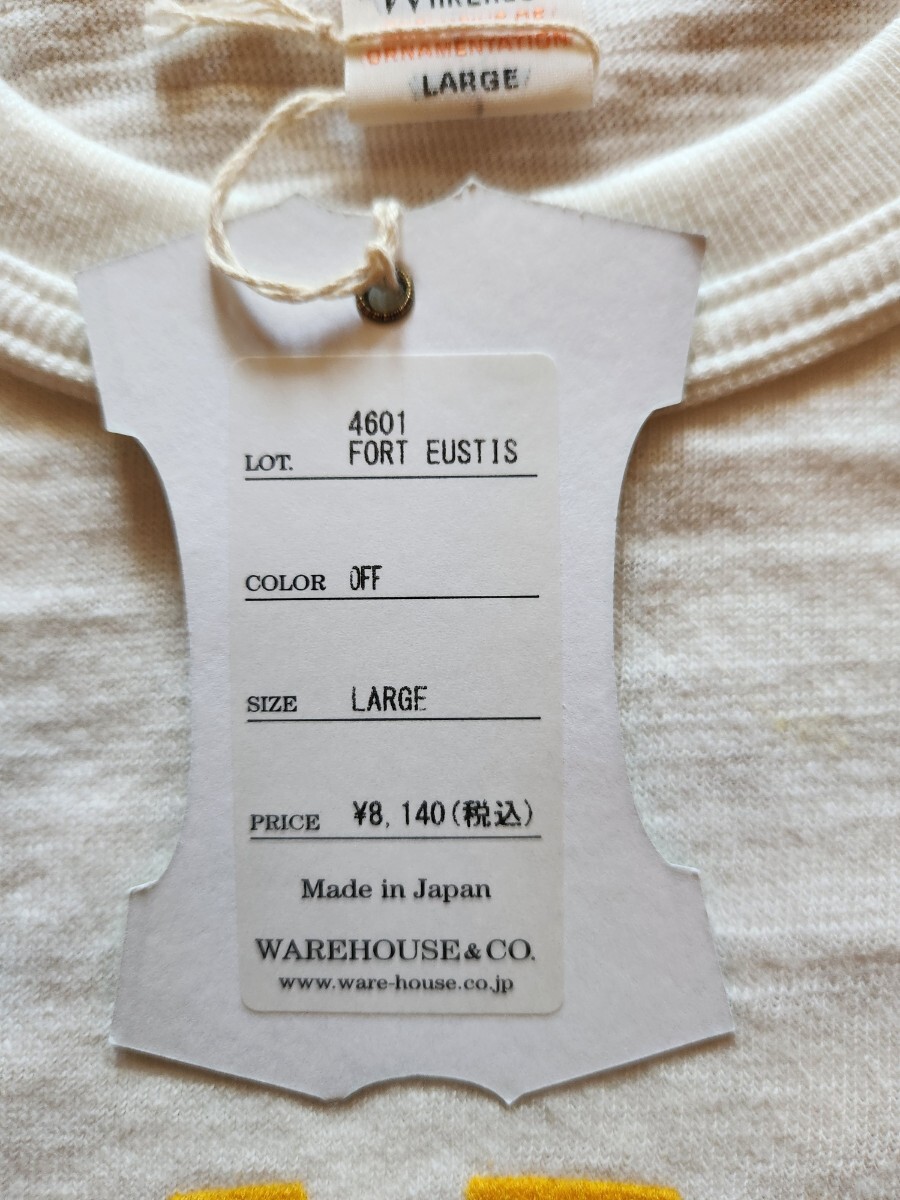 ORNAMENTATION
LARGE
4601
LOT. FORT EUSTIS
COLOR OFF
SIZE LARGE
PRICE ¥8,140(税込)
Made in Japan
WAREHOUSE & CO.
www.ware-house.co.jp